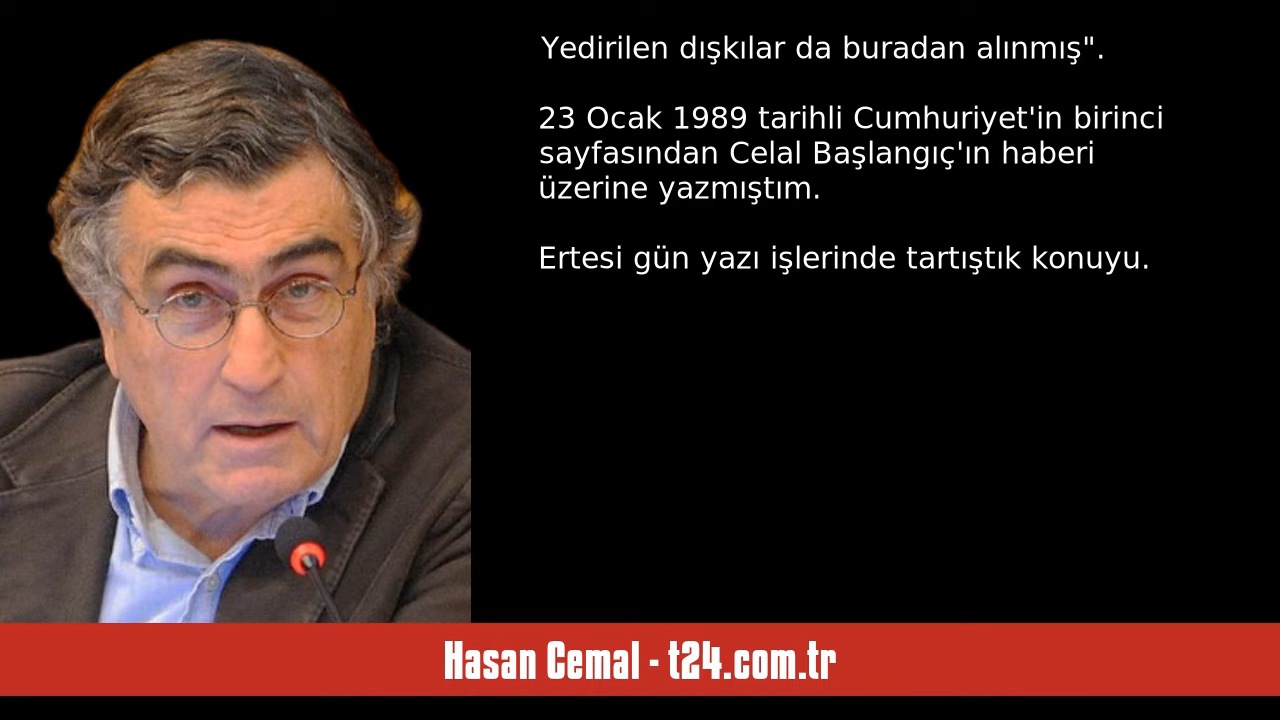 Yedirilen dışkılar da buradan alınmış".
23 Ocak 1989 tarihli Cumhuriyet'in birinci
sayfasından Celal Başlangıç'ın haberi
üzerine yazmıştım.
Ertesi gün yazı işlerinde tartıştık konuyu.
Hasan Cemal - t24.com.tr